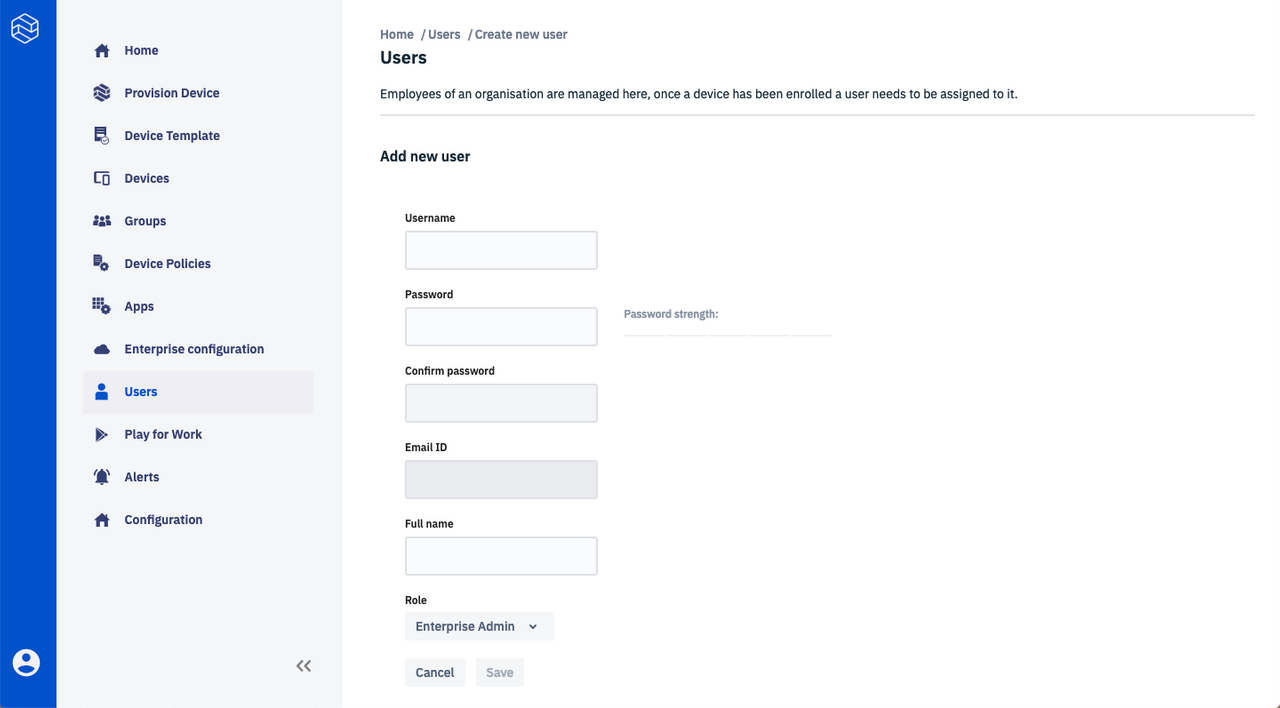 Home
Provision Device
Device Template
Devices
Groups
Device Policies
Apps
Enterprise configuration
Users
Play for Work
Alerts
Configuration
Home / Users / Create new user
Users
Employees of an organisation are managed here, once a device has been enrolled a user needs to be assigned to it.
Add new user
Username
Password
Password strength:
Confirm password
Email ID
Full name
Role
Enterprise Admin
Cancel Save